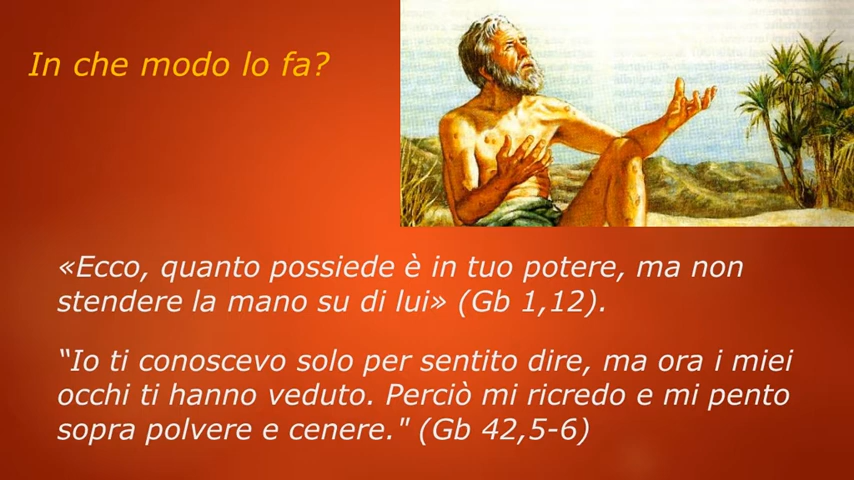 In che modo lo fa?
«Ecco, quanto possiede è in tuo potere, ma non
stendere la mano su di lui» (Gb 1,12).
“Io ti conoscevo solo per sentito dire, ma ora i miei
occhi ti hanno veduto. Perciò mi ricredo e mi pento
sopra polvere e cenere." (Gb 42,5-6)